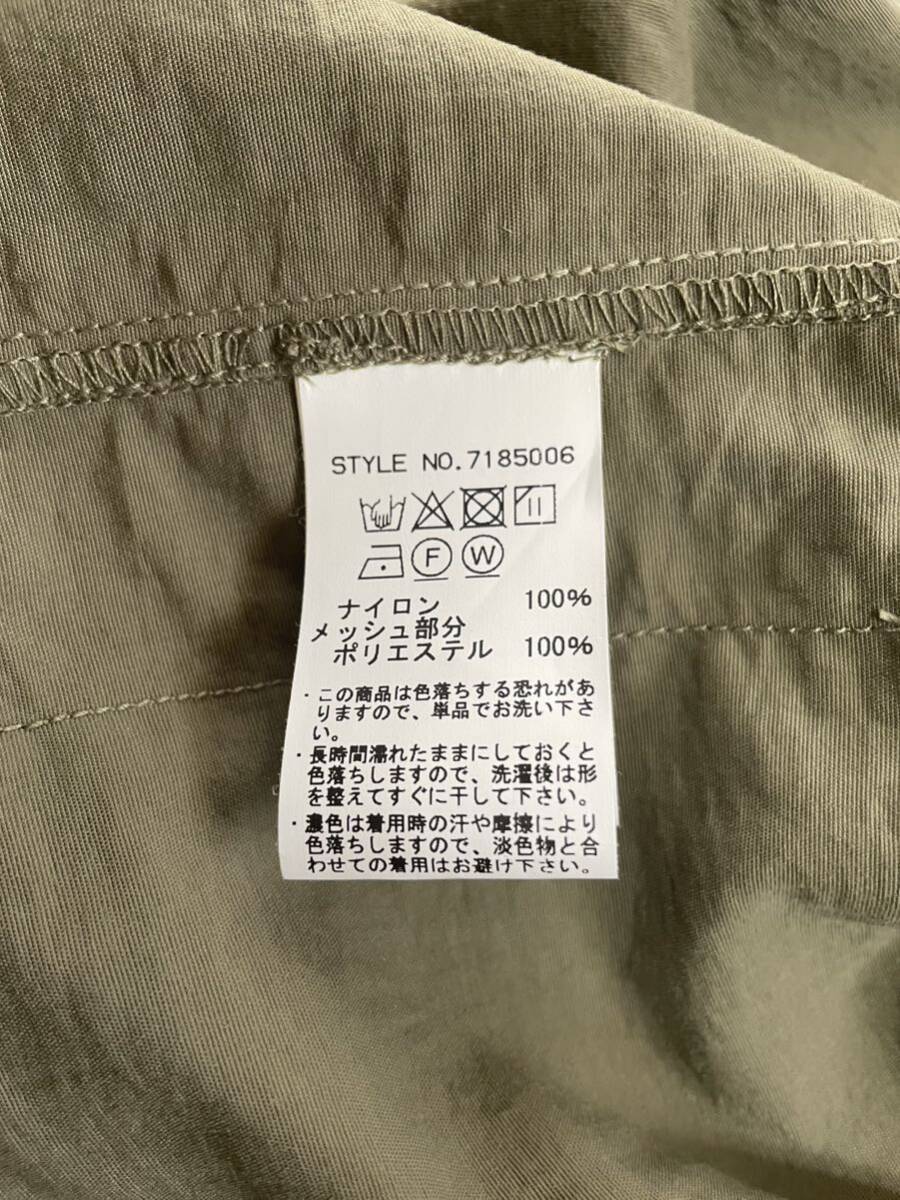 STYLE NO.7185006
F W
ナイロン 100%
メッシュ部分
ポリエステル 100%
・この商品は色落ちする恐れがあ
りますので、単品でお洗い下さ
い。
・長時間濡れたままにしておくと
色落ちしますので、洗濯後は形
を整えてすぐに干して下さい。
・濃色は着用時の汗や摩擦により
色落ちしますので、淡色物と合
わせての着用はお避け下さい。